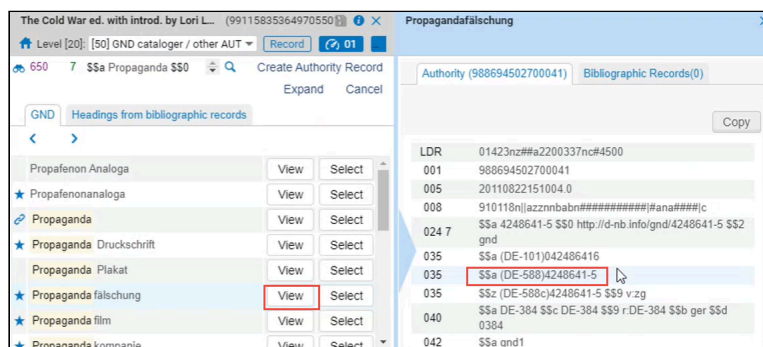 The Cold War ed. with introd. by Lori L... (99115835364970550
Level [20]: [50] GND cataloger / other AUT Record 01
650 7 $$a Propaganda $$0 Create Authority Record
Expand Cancel
GND Headings from bibliographic records
Propafenon Analoga View Select
Propafenonanaloga View Select
Propaganda View Select
Propaganda Druckschrift View Select
Propaganda Plakat View Select
Propaganda fälschung View Select
Propaganda film View Select
Propaganda kompanie View Select
Propagandafälschung
Authority (988694502700041) Bibliographic Records(0)
Copy
LDR 01423nz##a2200337nc#4500
001 988694502700041
005 20110822151004.0
008 910118n||azznnbabn###########|#ana####|c
024 7 $$a 4248641-5 $$0 http://d-nb.info/gnd/4248641-5 $$2
gnd
035 $$a (DE-101)042486416
035 $$a (DE-588)4248641-5
035 $$z (DE-588c)4248641-5 $$9 v:zg
040 $$a DE-384 $$c DE-384 $$9 r:DE-384 $$b ger $$d
0384
042 $$a gnd1